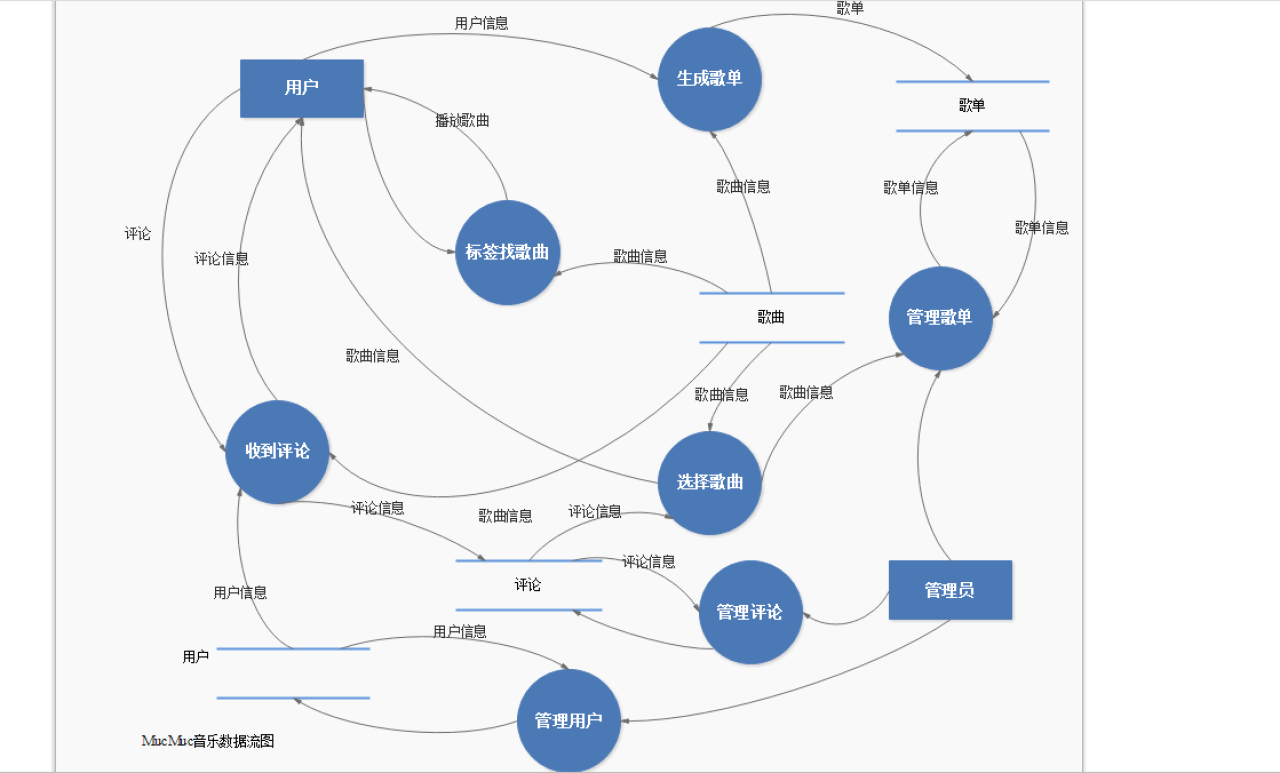 歌单
用户信息
生成歌单
用户
歌单
播放歌曲
歌曲信息
歌单信息
歌单信息
评论
评论信息
标签找歌曲
歌曲信息
歌曲
管理歌单
歌曲信息
歌曲信息
歌曲信息
收到评论
选择歌曲
评论信息
歌曲信息
评论信息
评论信息
评论
管理员
用户信息
管理评论
用户信息
用户
管理用户
MucMuc音乐数据流图